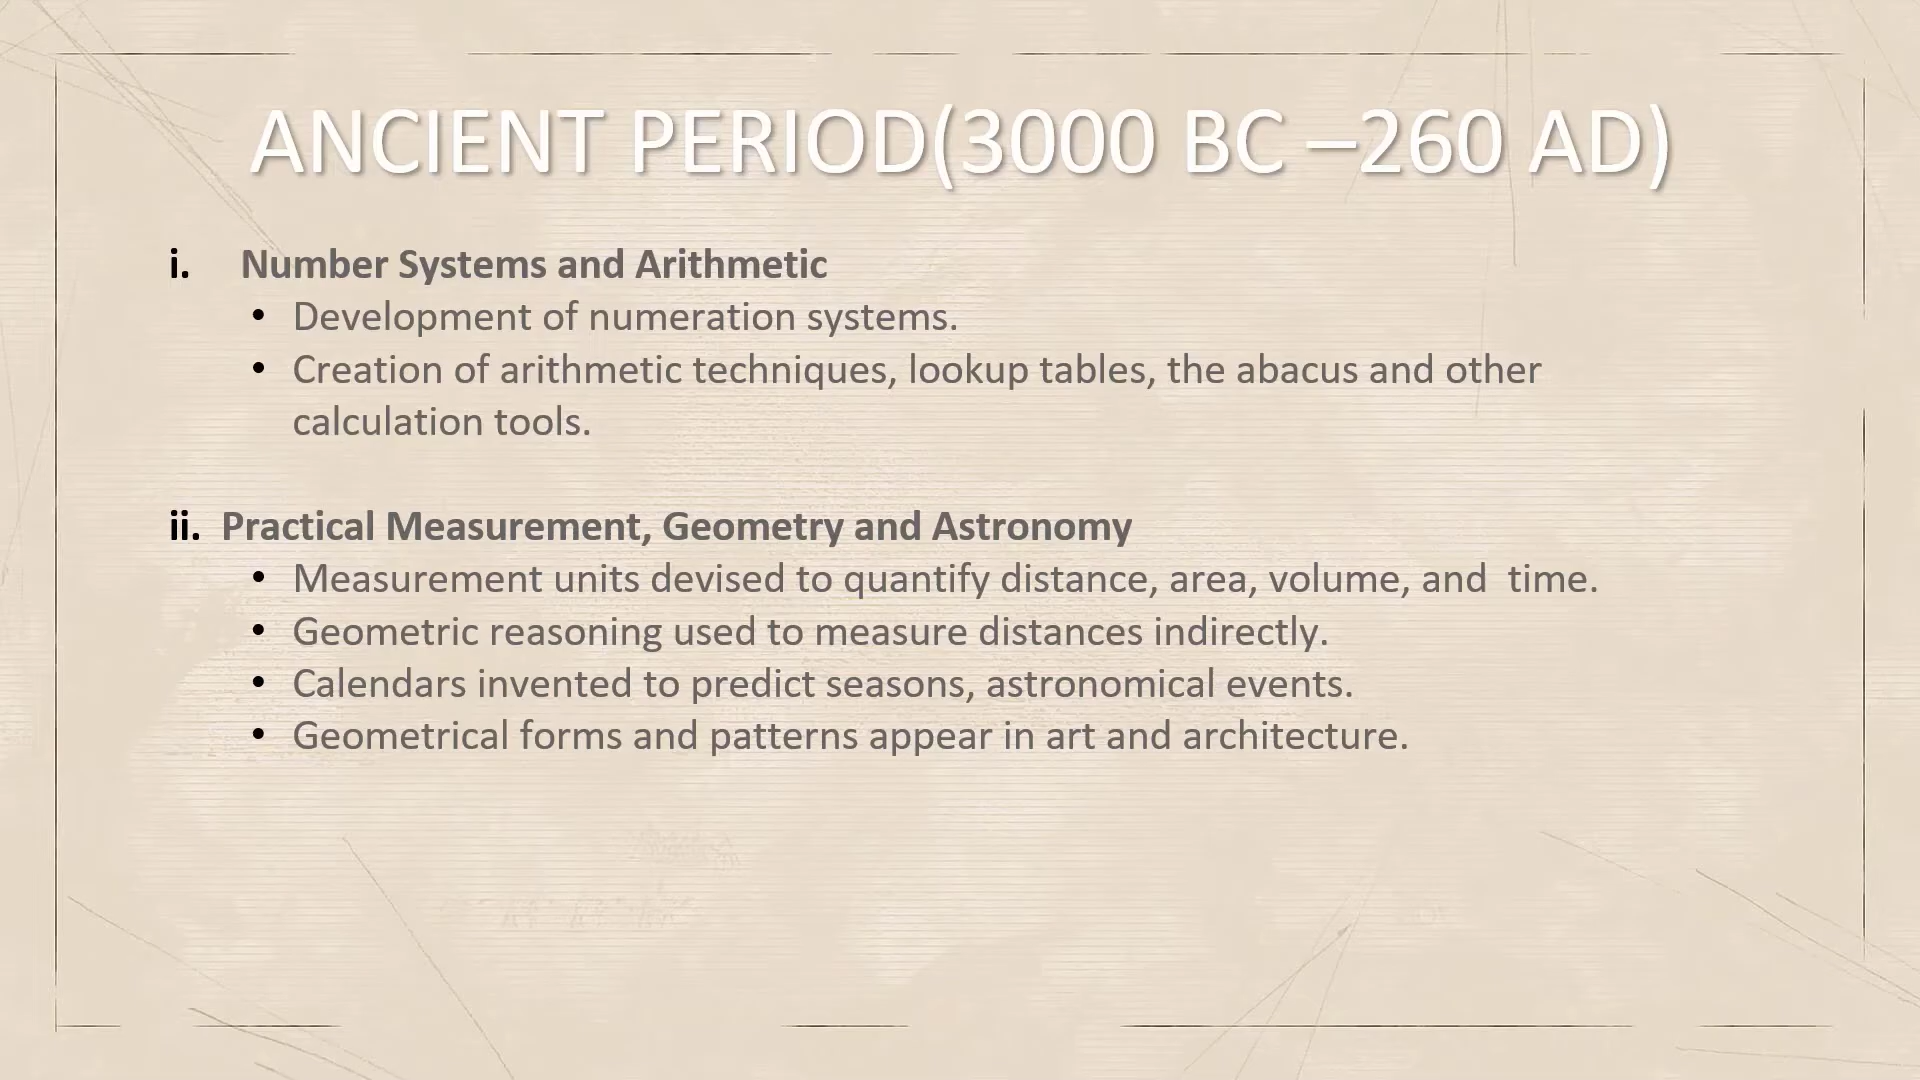 ANCIENT PERIOD(3000 BC –260 AD)
i. Number Systems and Arithmetic
• Development of numeration systems.
• Creation of arithmetic techniques, lookup tables, the abacus and other
calculation tools.
ii. Practical Measurement, Geometry and Astronomy
• Measurement units devised to quantify distance, area, volume, and  time.
• Geometric reasoning used to measure distances indirectly.
• Calendars invented to predict seasons, astronomical events.
• Geometrical forms and patterns appear in art and architecture.